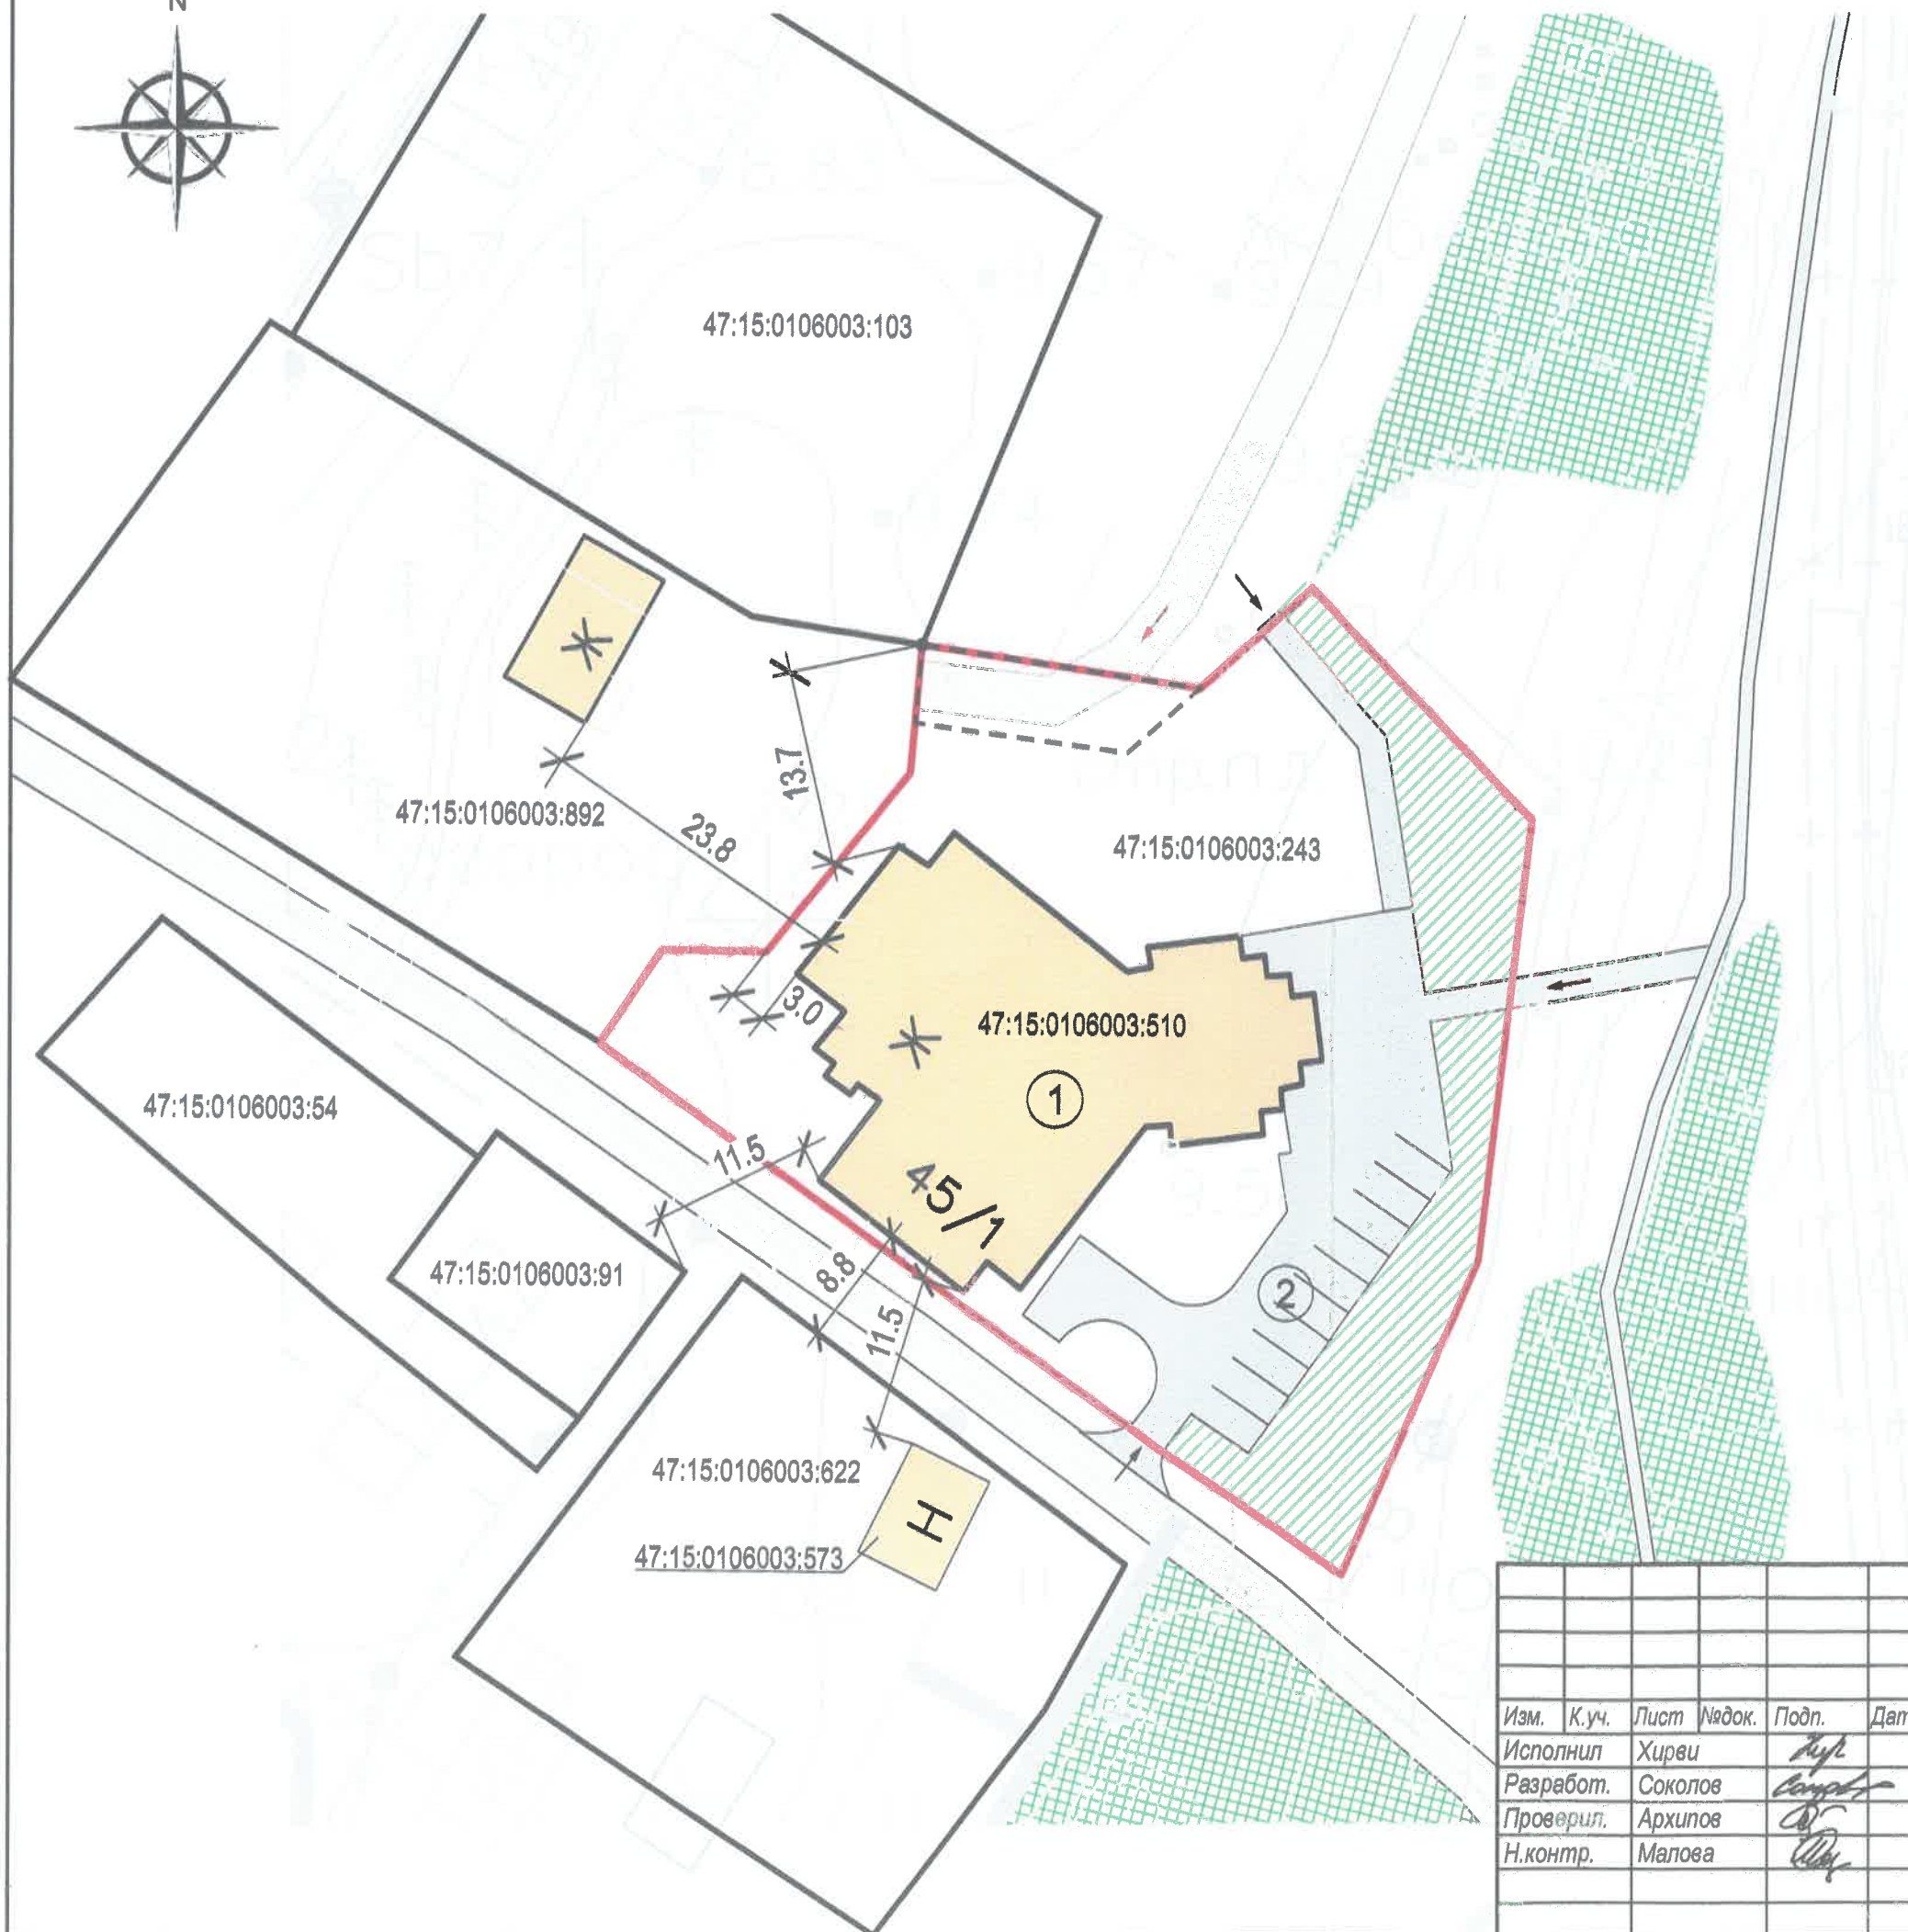 N
47:15:0106003:103
Ж
13.7
47:15:0106003:892
23.8
47:15:0106003:243
3.0
47:15:0106003:510
Ж
1
47:15:0106003:54
11.5
45/1
47:15:0106003:91
8.8
2
11.5
47:15:0106003:622
Н
47:15:0106003:573
Изм. К.уч. Лист №док. Подп. Дат
Исполнил Хирви
Разработ. Соколов
Проверил. Архипов
Н.контр. Малова